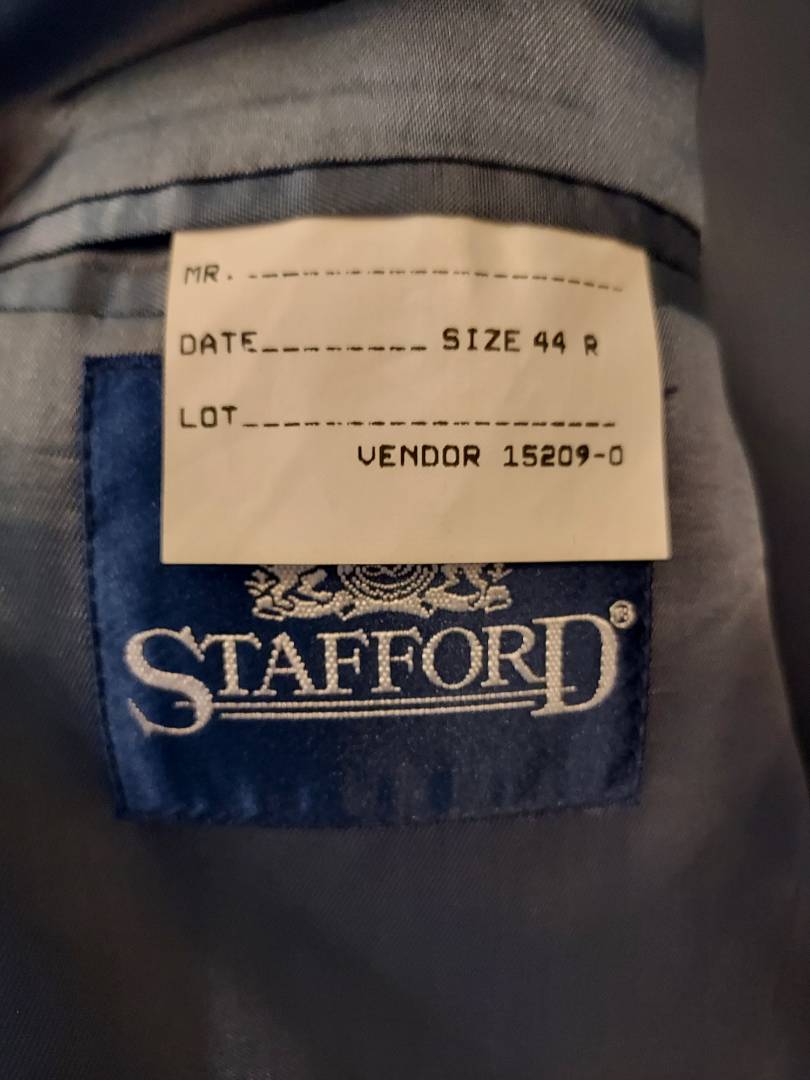 MR.
DATE SIZE 44 R
LOT
VENDOR 15209-0
STAFFORD®